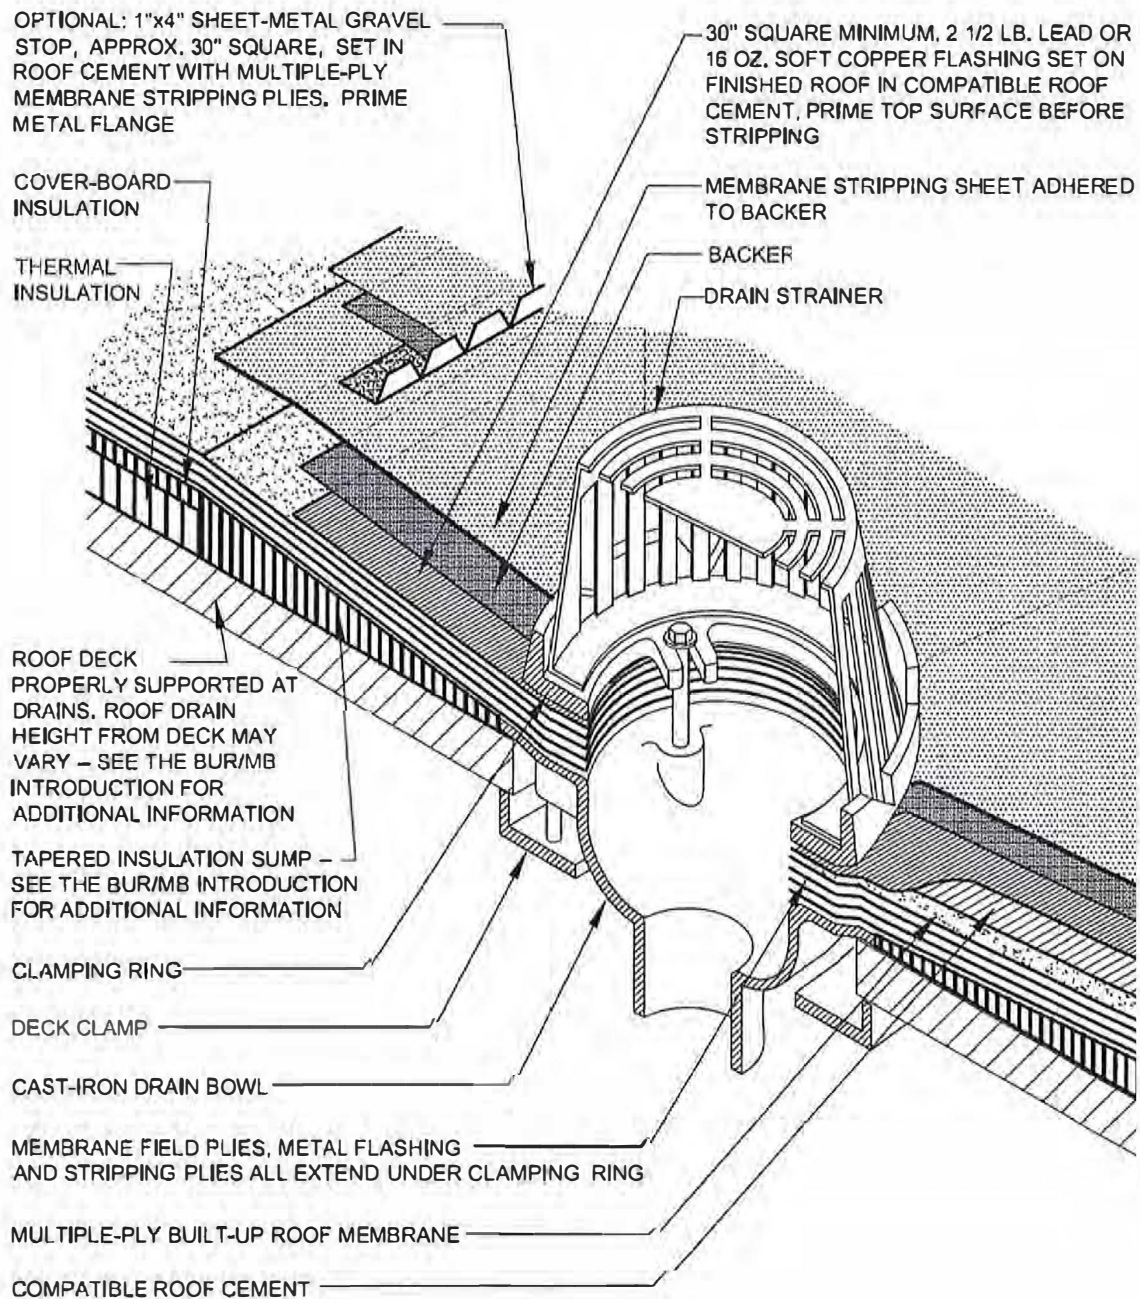 OPTIONAL: 1"x4" SHEET-METAL GRAVEL
STOP, APPROX. 30" SQUARE, SET IN
ROOF CEMENT WITH MULTIPLE-PLY
MEMBRANE STRIPPING PLIES. PRIME
METAL FLANGE
30" SQUARE MINIMUM, 2 1/2 LB. LEAD OR
16 OZ. SOFT COPPER FLASHING SET ON
FINISHED ROOF IN COMPATIBLE ROOF
CEMENT, PRIME TOP SURFACE BEFORE
STRIPPING
COVER-BOARD
INSULATION
MEMBRANE STRIPPING SHEET ADHERED
TO BACKER
THERMAL
INSULATION
BACKER
DRAIN STRAINER
ROOF DECK
PROPERLY SUPPORTED AT
DRAINS. ROOF DRAIN
HEIGHT FROM DECK MAY
VARY – SEE THE BUR/MB
INTRODUCTION FOR
ADDITIONAL INFORMATION
TAPERED INSULATION SUMP –
SEE THE BUR/MB INTRODUCTION
FOR ADDITIONAL INFORMATION
CLAMPING RING
DECK CLAMP
CAST-IRON DRAIN BOWL
MEMBRANE FIELD PLIES, METAL FLASHING
AND STRIPPING PLIES ALL EXTEND UNDER CLAMPING RING
MULTIPLE-PLY BUILT-UP ROOF MEMBRANE
COMPATIBLE ROOF CEMENT